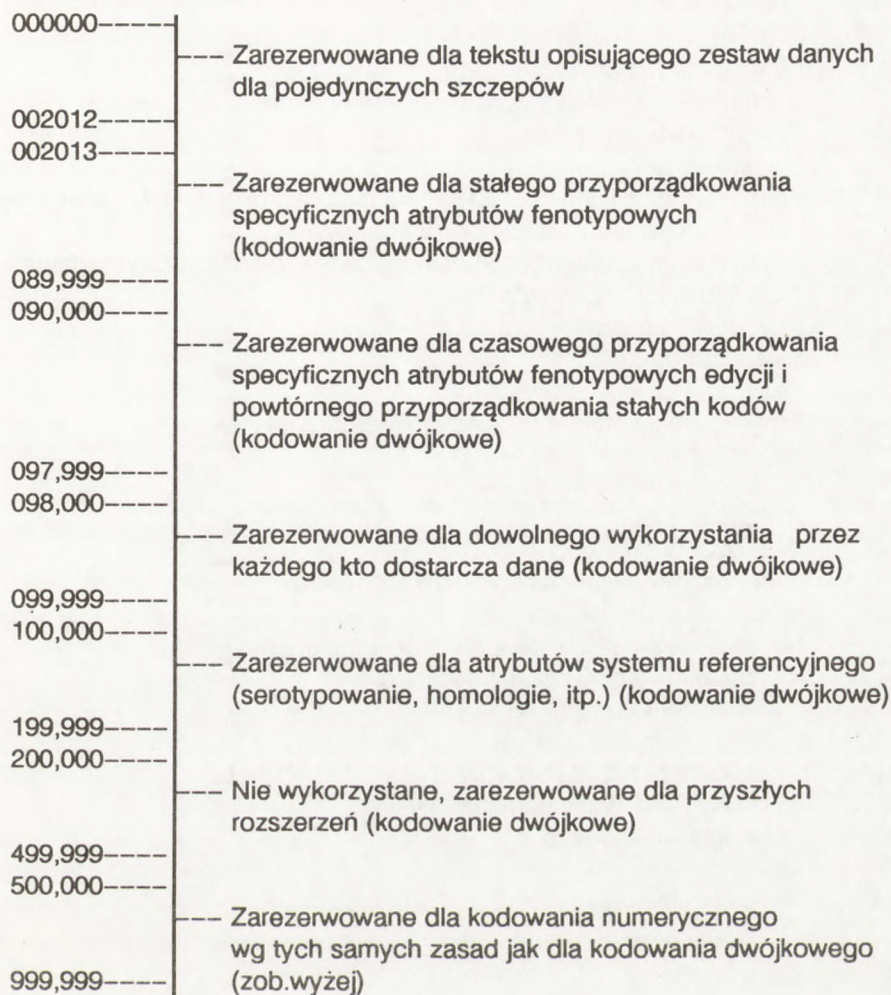 000000-----
--- Zarezerwowane dla tekstu opisującego zestaw danych
dla pojedynczych szczepów
002012-----
002013-----
--- Zarezerwowane dla stałego przyporządkowania
specyficznych atrybutów fenotypowych
(kodowanie dwójkowe)
089,999-----
090,000-----
--- Zarezerwowane dla czasowego przyporządkowania
specyficznych atrybutów fenotypowych edycji i
powtórnego przyporządkowania stałych kodów
(kodowanie dwójkowe)
097,999-----
098,000-----
--- Zarezerwowane dla dowolnego wykorzystania przez
każdego kto dostarcza dane (kodowanie dwójkowe)
099,999-----
100,000-----
--- Zarezerwowane dla atrybutów systemu referencyjnego
(serotypowanie, homologie, itp.) (kodowanie dwójkowe)
199,999-----
200,000-----
--- Nie wykorzystane, zarezerwowane dla przyszłych
rozszerzeń (kodowanie dwójkowe)
499,999-----
500,000-----
--- Zarezerwowane dla kodowania numerycznego
wg tych samych zasad jak dla kodowania dwójkowego
999,999----- (zob.wyżej)